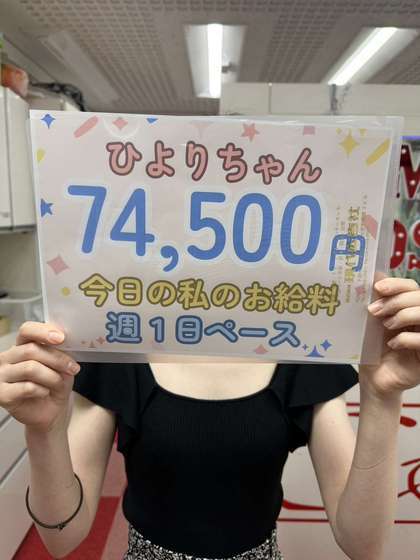 ひよりちゃん
74,500円
今日の私のお給料
週1日ペース